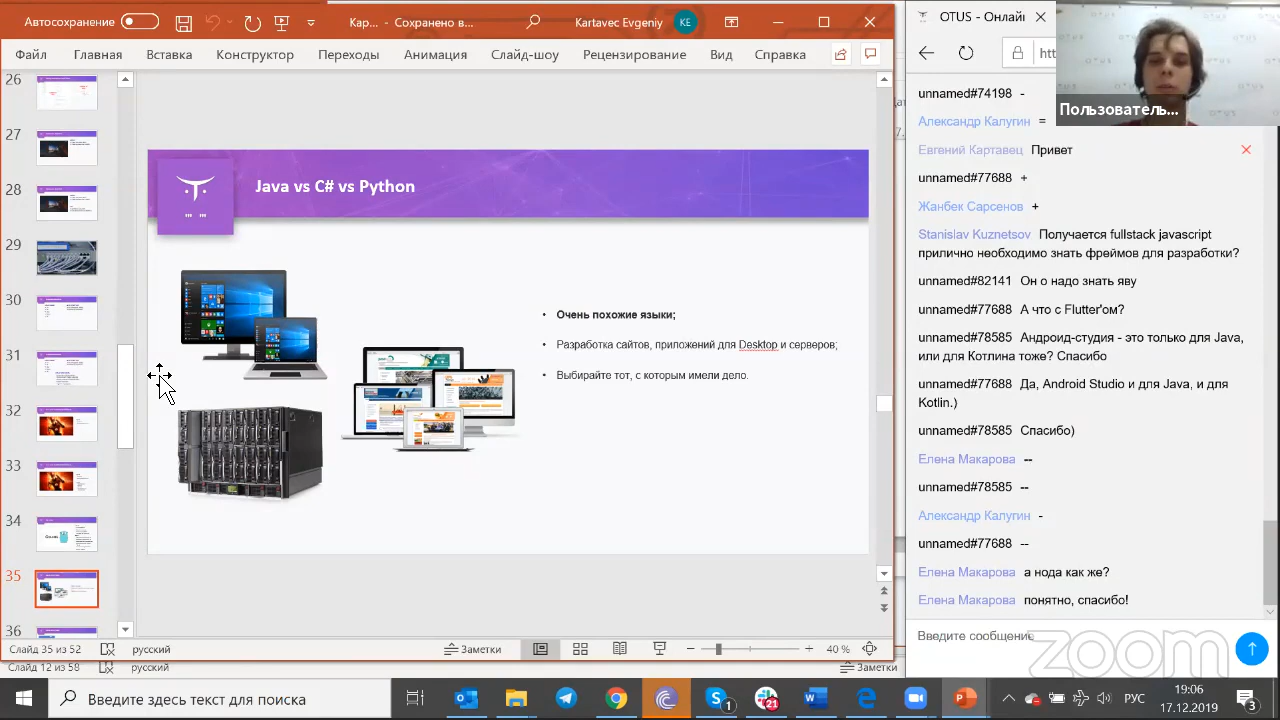 Автосохранение
Кар... - Сохранено в...
Kartavec Evgeniy
KE
Файл
Главная
Вставка
Конструктор
Переходы
Анимация
Слайд-шоу
Рецензирование
Вид
Справка
26
27
28
29
30
31
32
33
34
35
36
Java vs C# vs Python
• Очень похожие языки;
• Разработка сайтов, приложений для Desktop и серверов;
• Выбирайте тот, с которым имели дело.
Слайд 35 из 52
русский
Заметки
40 %
Слайд 12 из 58
русский
Заметки
OTUS - Онлай
Пользователь...
unnamed#74198 -
Александр Калугин =
Евгений Картавец Привет
unnamed#77688 +
Жанбек Сарсенов +
Stanislav Kuznetsov Получается fullstack javascript
прилично необходимо знать фреймов для разработки?
unnamed#82141 Он о надо знать яву
unnamed#77688 А что с Flutter'ом?
unnamed#78585 Андроид-студия - это только для Java,
или для Котлина тоже? Спасибо
unnamed#77688 Да, Android Studio и для Java, и для
Kotlin.)
unnamed#78585 Спасибо)
Елена Макарова --
unnamed#78585 --
Александр Калугин -
unnamed#77688 --
Елена Макарова а нода как же?
Елена Макарова понятно, спасибо!
Введите сообщение
zoom
Введите здесь текст для поиска
1
21
РУС
19:06
17.12.2019
3